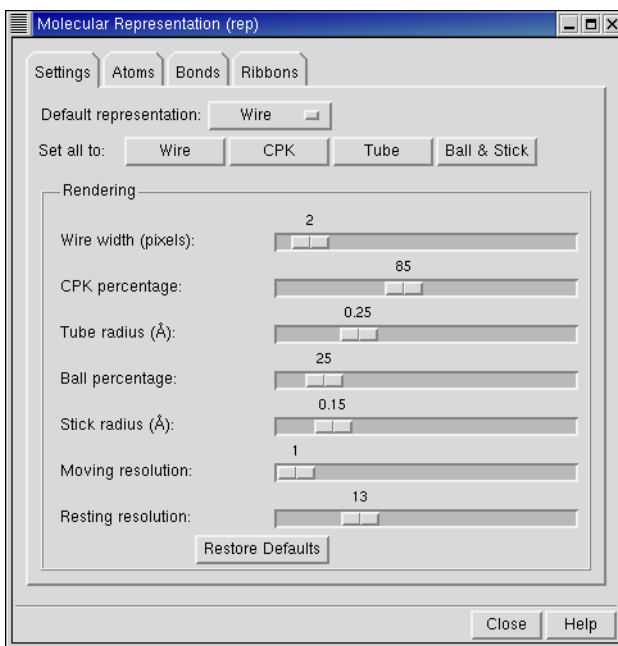 Molecular Representation (rep)
Settings Atoms Bonds Ribbons
Default representation: Wire
Set all to: Wire CPK Tube Ball & Stick
Rendering
2
Wire width (pixels):
85
CPK percentage:
0.25
Tube radius (Å):
25
Ball percentage:
0.15
Stick radius (Å):
1
Moving resolution:
13
Resting resolution:
Restore Defaults
Close Help